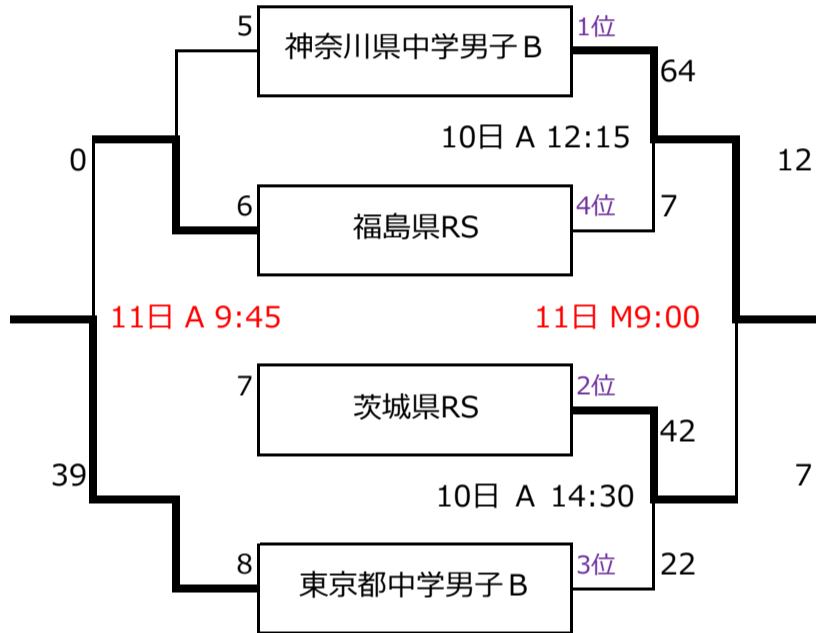 5
神奈川県中学男子Ｂ
1位
64
10日 A 12:15
0
12
6
福島県RS
4位
7
11日 A 9:45
11日 M9:00
7
茨城県RS
2位
42
39
10日 A 14:30
7
8
東京都中学男子Ｂ
3位
22